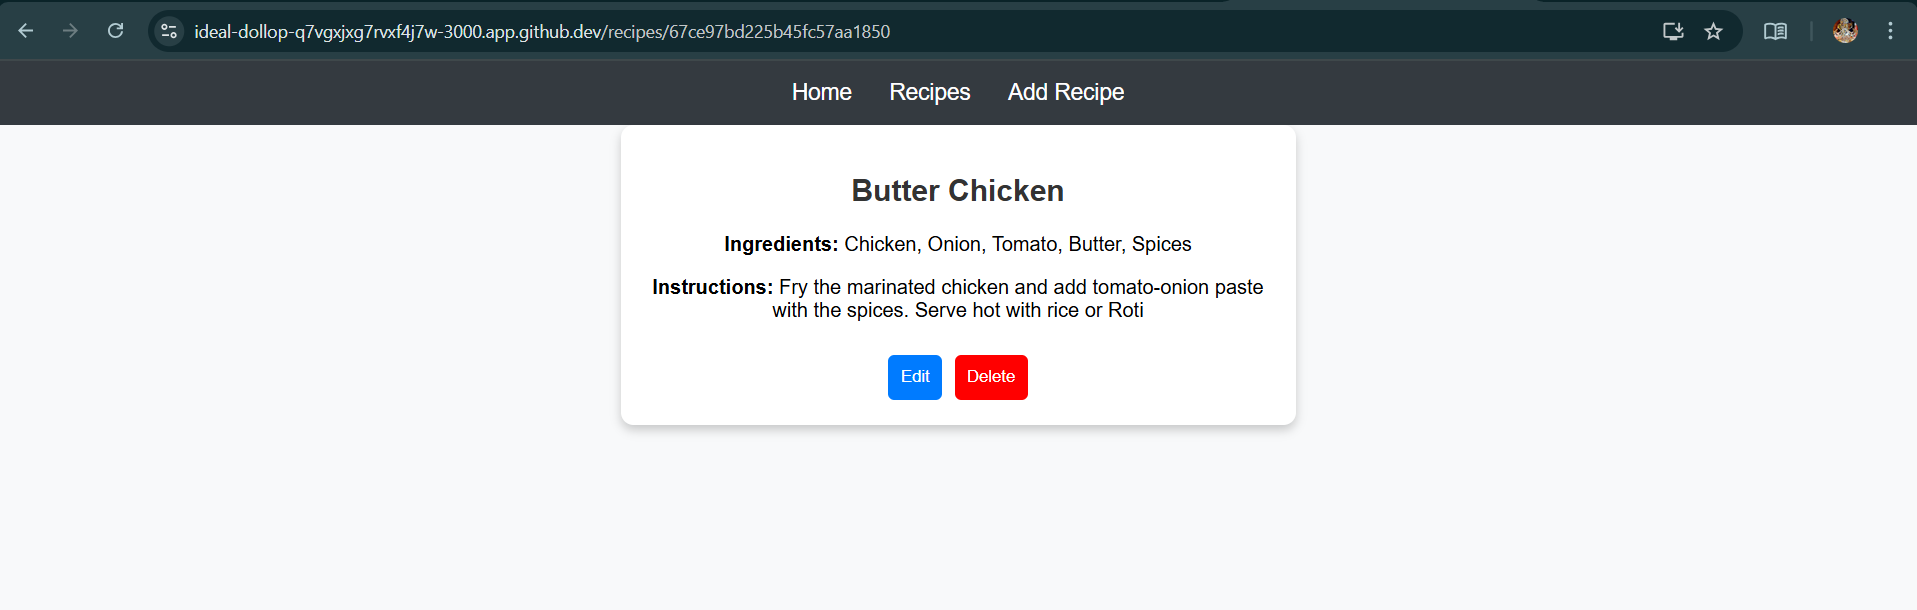 ideal-dollop-q7vgxjxg7rvxf4j7w-3000.app.github.dev/recipes/67ce97bd225b45fc57aa1850
Home Recipes Add Recipe
Butter Chicken
Ingredients: Chicken, Onion, Tomato, Butter, Spices
Instructions: Fry the marinated chicken and add tomato-onion paste
with the spices. Serve hot with rice or Roti
Edit Delete